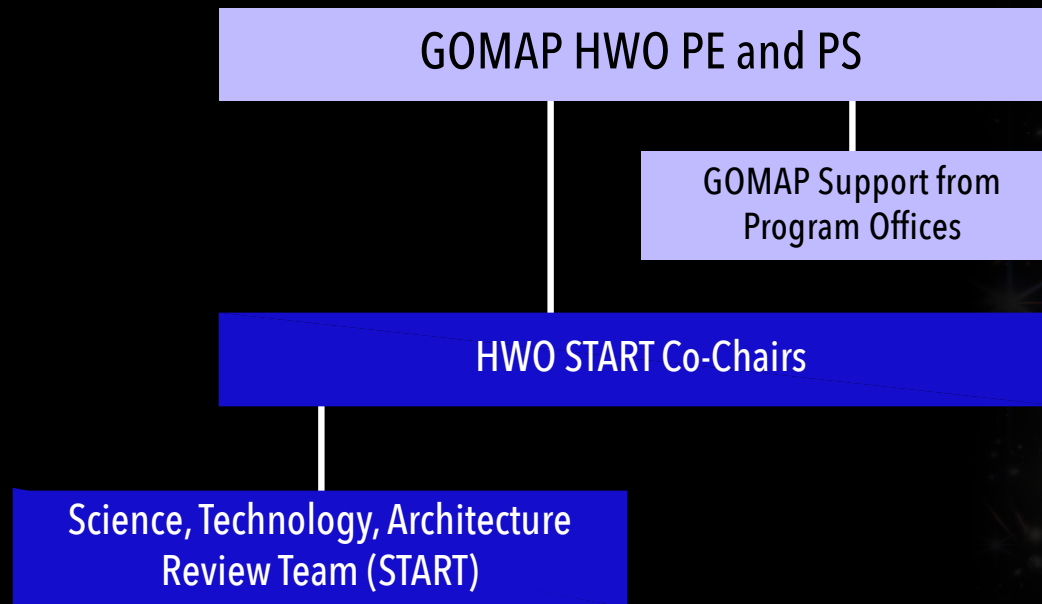 GOMAP HWO PE and PS
GOMAP Support from
Program Offices
HWO START Co-Chairs
Science, Technology, Architecture
Review Team (START)